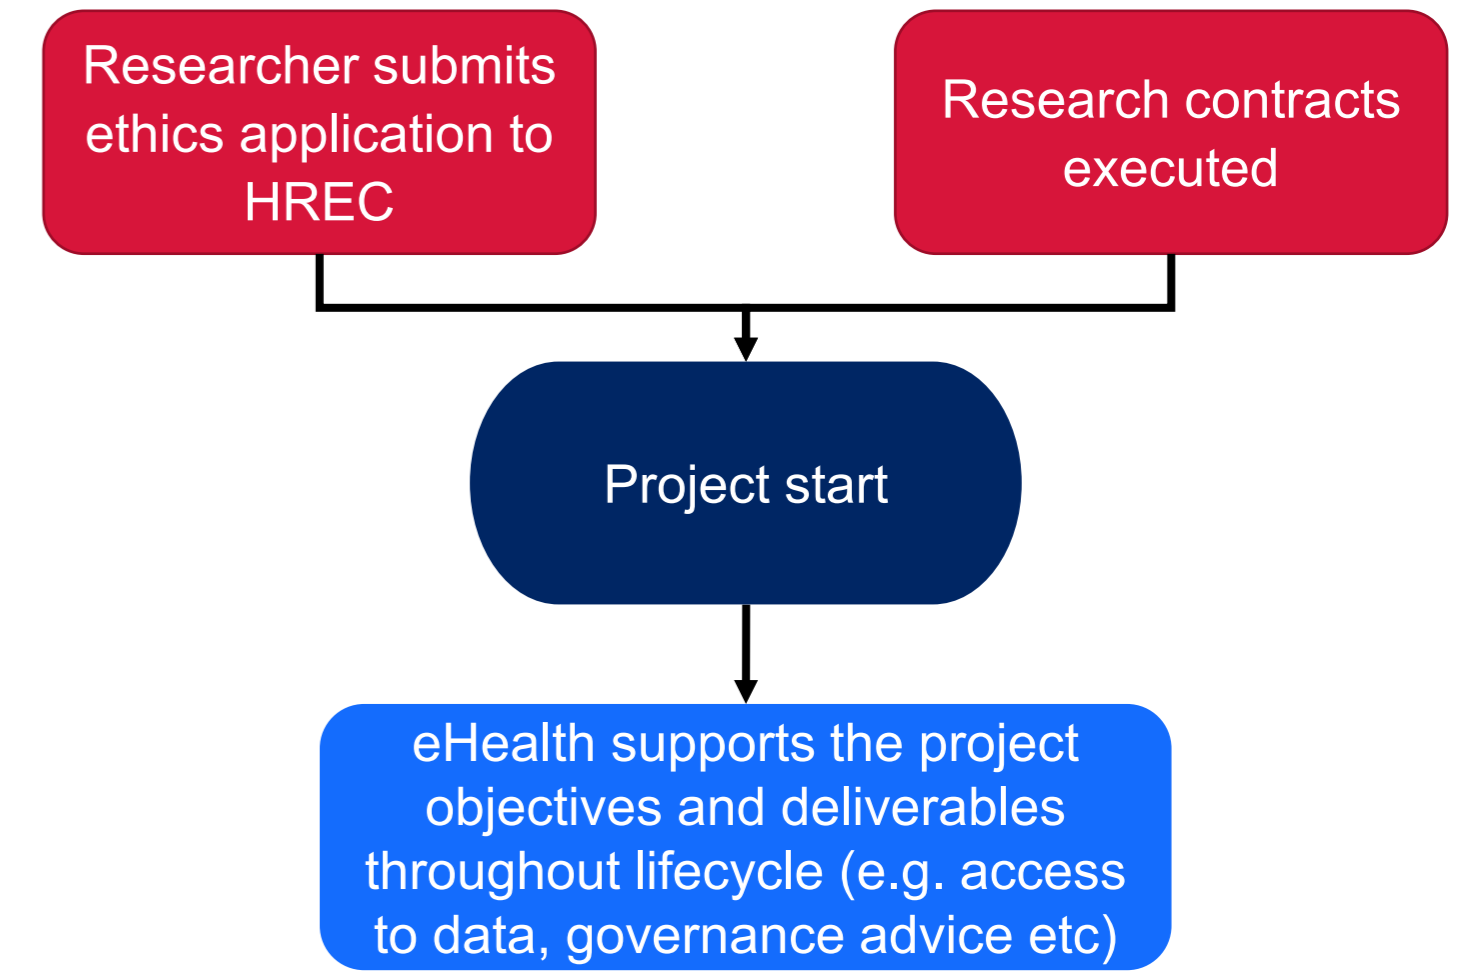 Researcher submits
ethics application to
HREC
Research contracts
executed
Project start
eHealth supports the project
objectives and deliverables
throughout lifecycle (e.g. access
to data, governance advice etc)